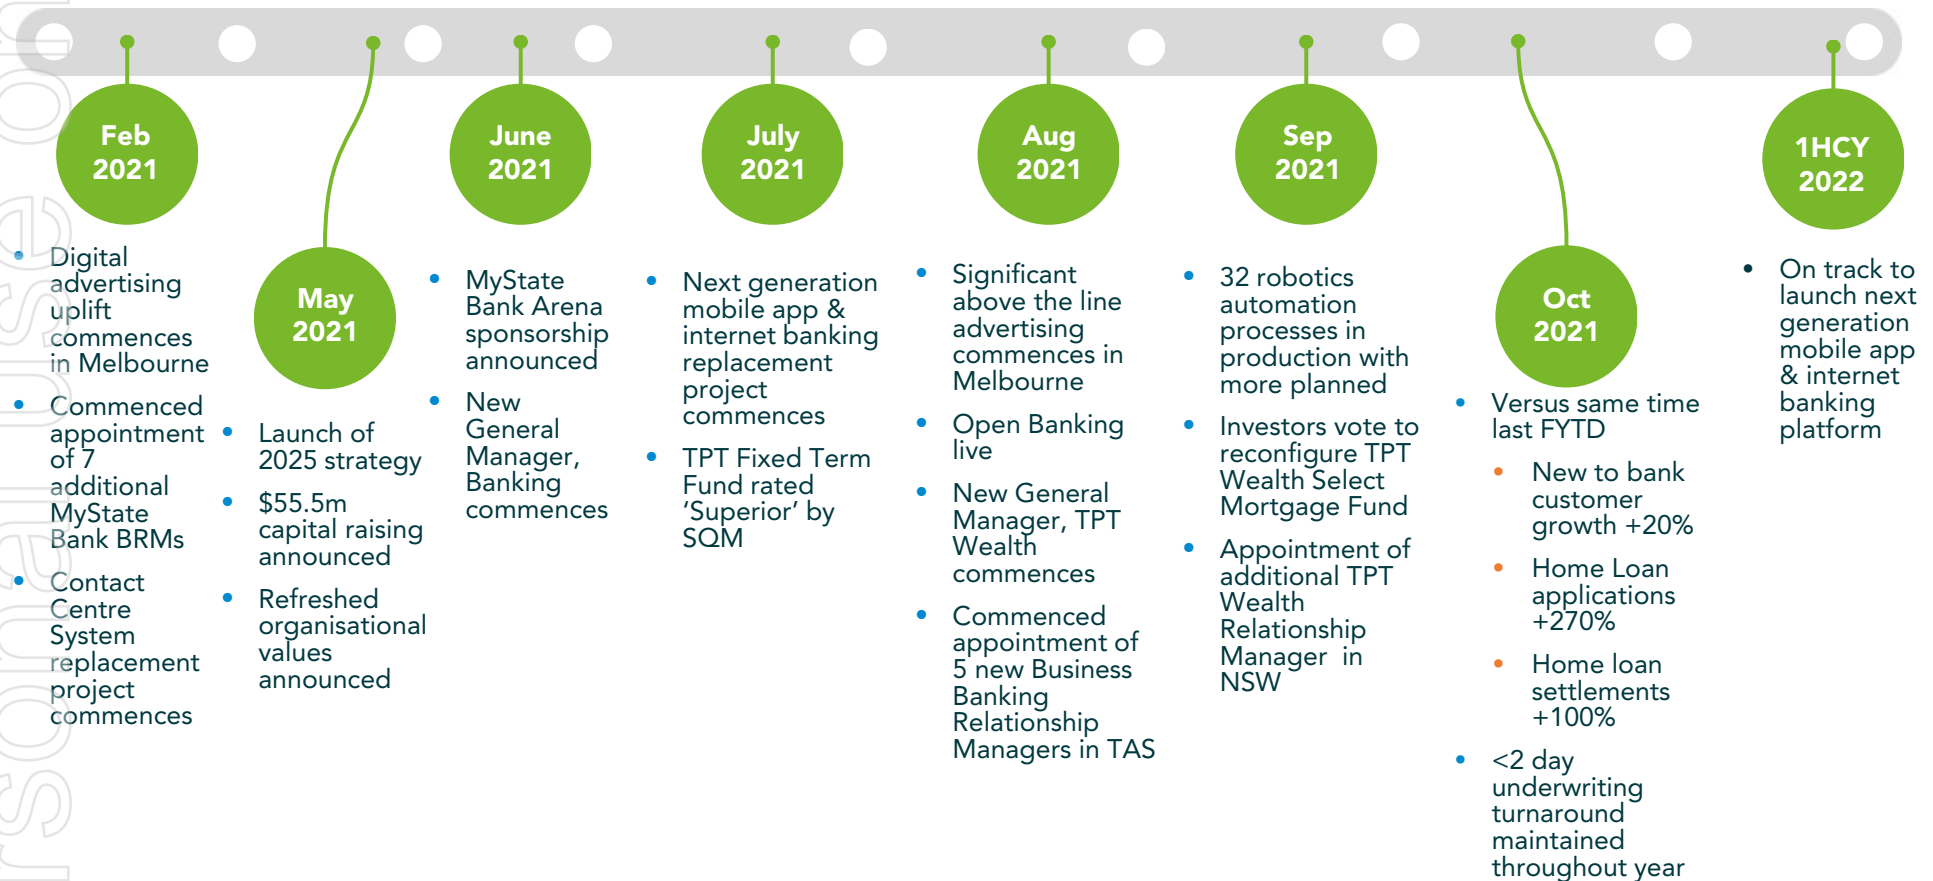 Feb
2021
• Digital
advertising
uplift
commences
in Melbourne
• Commenced
appointment
of 7
additional
MyState
Bank BRMs
• Contact
Centre
System
replacement
project
commences
May
2021
• Launch of
2025 strategy
• $55.5m
capital raising
announced
• Refreshed
organisational
values
announced
June
2021
• MyState
Bank Arena
sponsorship
announced
• New
General
Manager,
Banking
commences
July
2021
• Next generation
mobile app &
internet banking
replacement
project
commences
• TPT Fixed Term
Fund rated
‘Superior’ by
SQM
Aug
2021
• Significant
above the line
advertising
commences in
Melbourne
• Open Banking
live
• New General
Manager, TPT
Wealth
commences
• Commenced
appointment of
5 new Business
Banking
Relationship
Managers in TAS
Sep
2021
• 32 robotics
automation
processes in
production with
more planned
• Investors vote to
reconfigure TPT
Wealth Select
Mortgage Fund
• Appointment of
additional TPT
Wealth
Relationship
Manager in
NSW
Oct
2021
• Versus same time
last FYTD
• New to bank
customer
growth +20%
• Home Loan
applications
+270%
• Home loan
settlements
+100%
• <2 day
underwriting
turnaround
maintained
throughout year
1HCY
2022
• On track to
launch next
generation
mobile app
& internet
banking
platform
rsonal use on